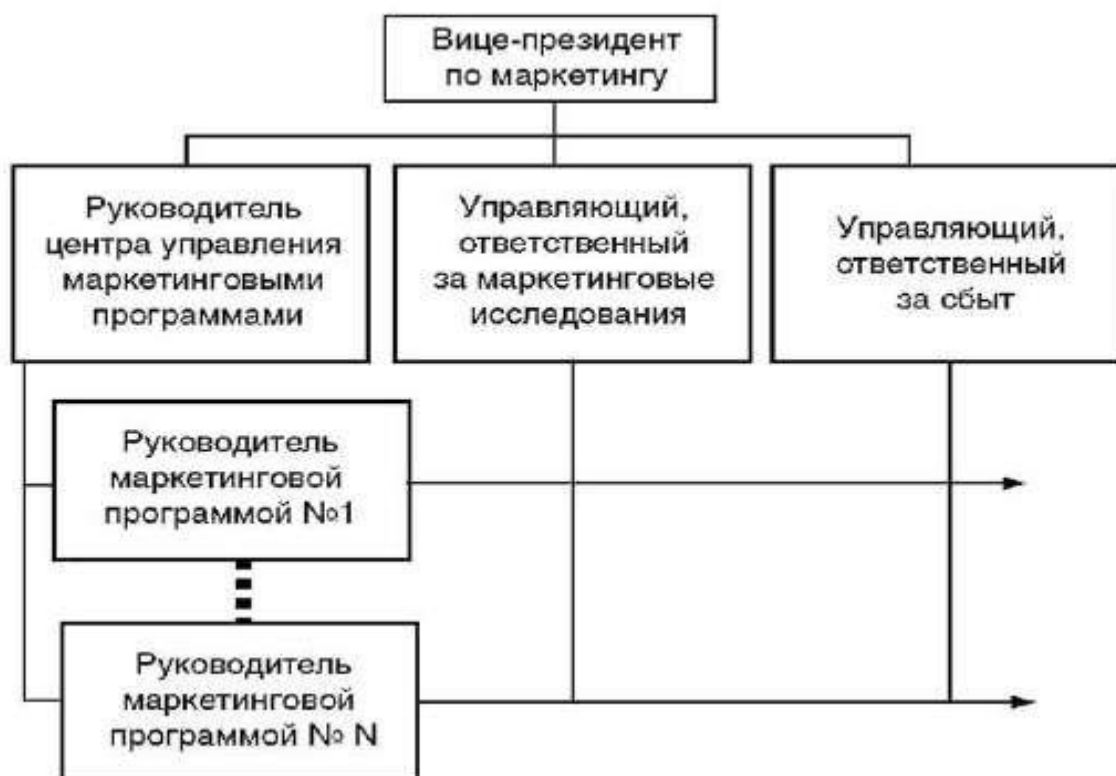 Вице-президент
по маркетингу
Руководитель
центра управления
маркетинговыми
программами
Управляющий,
ответственный
за маркетинговые
исследования
Управляющий,
ответственный
за сбыт
Руководитель
маркетинговой
программой №1
Руководитель
маркетинговой
программой № N